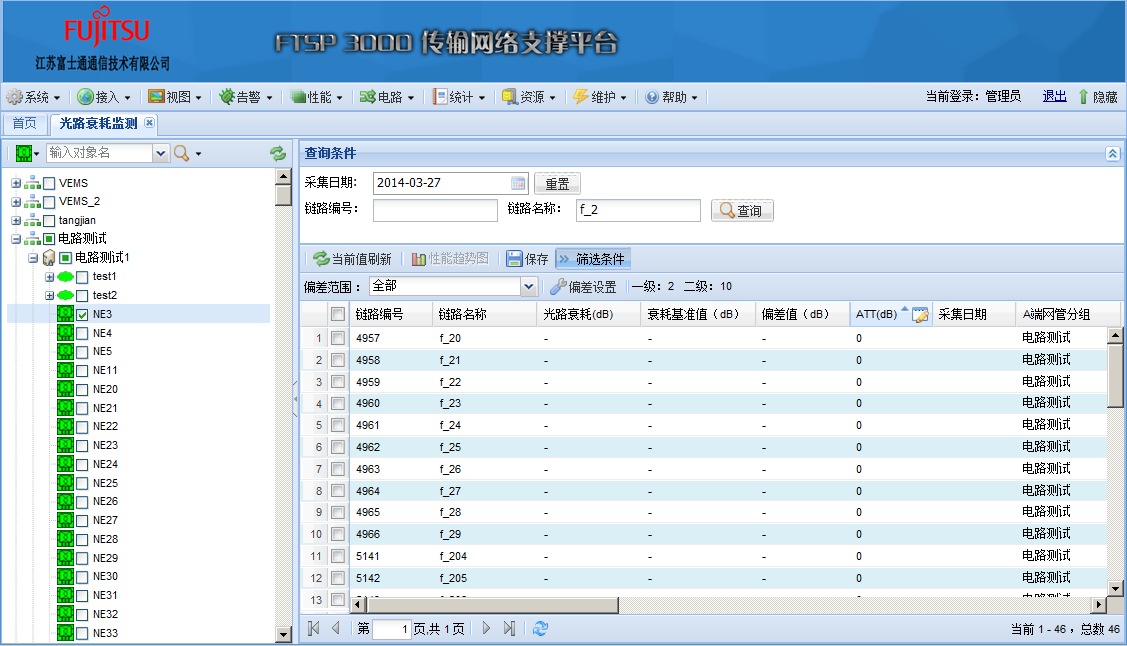 FUJITSU
江苏富士通通信技术有限公司
FTSP 3000 传输网络支撑平台
系统 接入 视图 告警 性能 电路 统计 资源 维护 帮助 当前登录: 管理员 退出 隐藏
首页 光路衰耗监测
输入对象名
VEMS
VEMS_2
tangjian
电路测试
电路测试1
test1
test2
NE3
NE4
NE5
NE11
NE20
NE21
NE22
NE23
NE24
NE25
NE26
NE27
NE28
NE29
NE30
NE31
NE32
NE33
查询条件
采集日期: 2014-03-27 重置
链路编号: 链路名称: f_2 查询
当前值刷新 性能趋势图 保存 筛选条件
偏差范围： 全部 偏差设置 一级：2 二级：10
链路编号 链路名称 光路衰耗(dB) 衰耗基准值（dB） 偏差值（dB） ATT(dB) 采集日期 A端网管分组
1 4957 f_20 - - - 0 电路测试
2 4958 f_21 - - - 0 电路测试
3 4959 f_22 - - - 0 电路测试
4 4960 f_23 - - - 0 电路测试
5 4961 f_24 - - - 0 电路测试
6 4962 f_25 - - - 0 电路测试
7 4963 f_26 - - - 0 电路测试
8 4964 f_27 - - - 0 电路测试
9 4965 f_28 - - - 0 电路测试
10 4966 f_29 - - - 0 电路测试
11 5141 f_204 - - - 0 电路测试
12 5142 f_205 - - - 0 电路测试
13
第 1 页,共 1 页 当前 1 - 46，总数 46